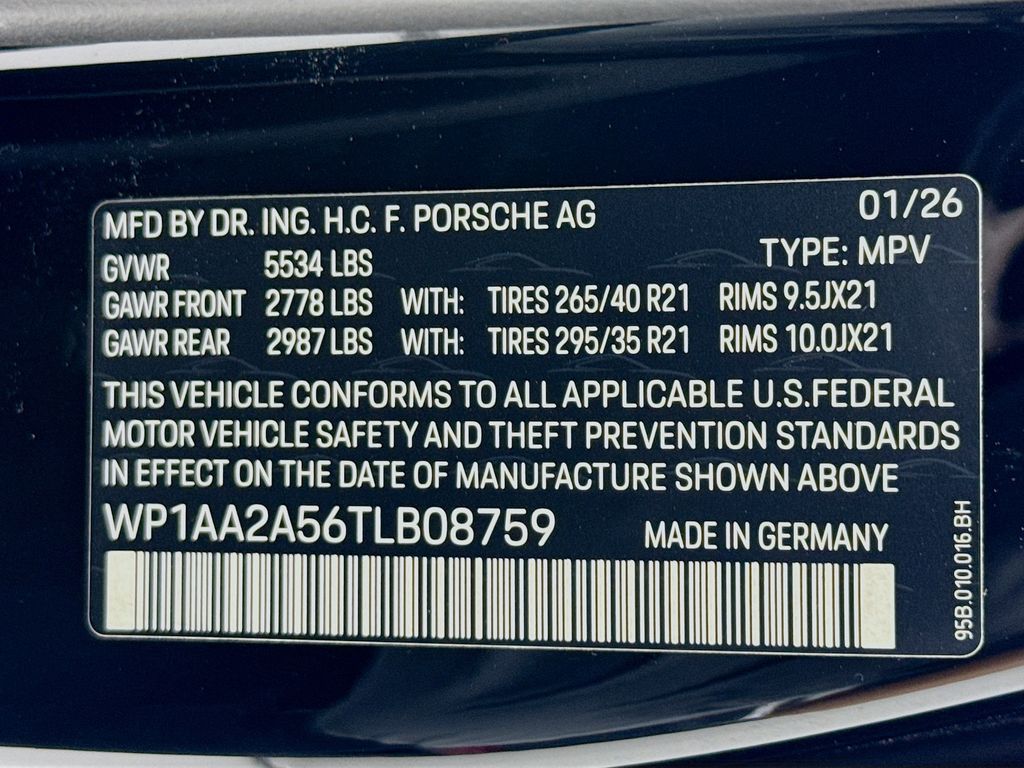 MFD BY DR. ING. H.C. F. PORSCHE AG 01/26
TYPE: MPV
GVWR 5534 LBS
GAWR FRONT 2778 LBS WITH: TIRES 265/40 R21 RIMS 9.5JX21
GAWR REAR 2987 LBS WITH: TIRES 295/35 R21 RIMS 10.0JX21
THIS VEHICLE CONFORMS TO ALL APPLICABLE U.S.FEDERAL
MOTOR VEHICLE SAFETY AND THEFT PREVENTION STANDARDS
IN EFFECT ON THE DATE OF MANUFACTURE SHOWN ABOVE
WP1AA2A56TLB08759 MADE IN GERMANY
95B.010.016.BH